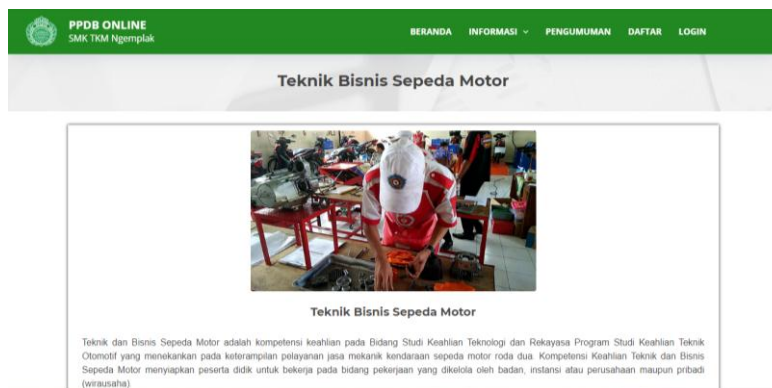 PPDB ONLINE
SMK TKM Ngemplak
BERANDA INFORMASI PENGUMUMAN DAFTAR LOGIN
Teknik Bisnis Sepeda Motor
Teknik Bisnis Sepeda Motor
Teknik dan Bisnis Sepeda Motor adalah kompetensi keahlian pada Bidang Studi Keahlian Teknologi dan Rekayasa Program Studi Keahlian Teknik
Otomotif yang menekankan pada keterampilan pelayanan jasa mekanik kendaraan sepeda motor roda dua. Kompetensi Keahlian Teknik dan Bisnis
Sepeda Motor menyiapkan peserta didik untuk bekerja pada bidang pekerjaan yang dikelola oleh badan, instansi atau perusahaan maupun pribadi
(wirausaha)